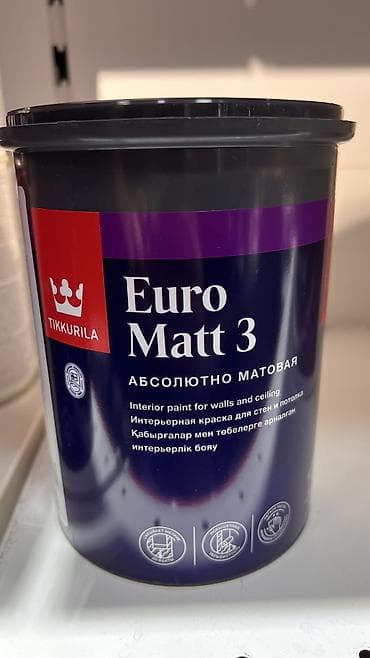 TIKKURILA
Euro
Matt 3
АБСОЛЮТНО МАТОВАЯ
Interior paint for walls and ceiling
Интерьерная краска для стен и потолка
Қабырғалар мен төбелерге арналған
интерьерлік бояу